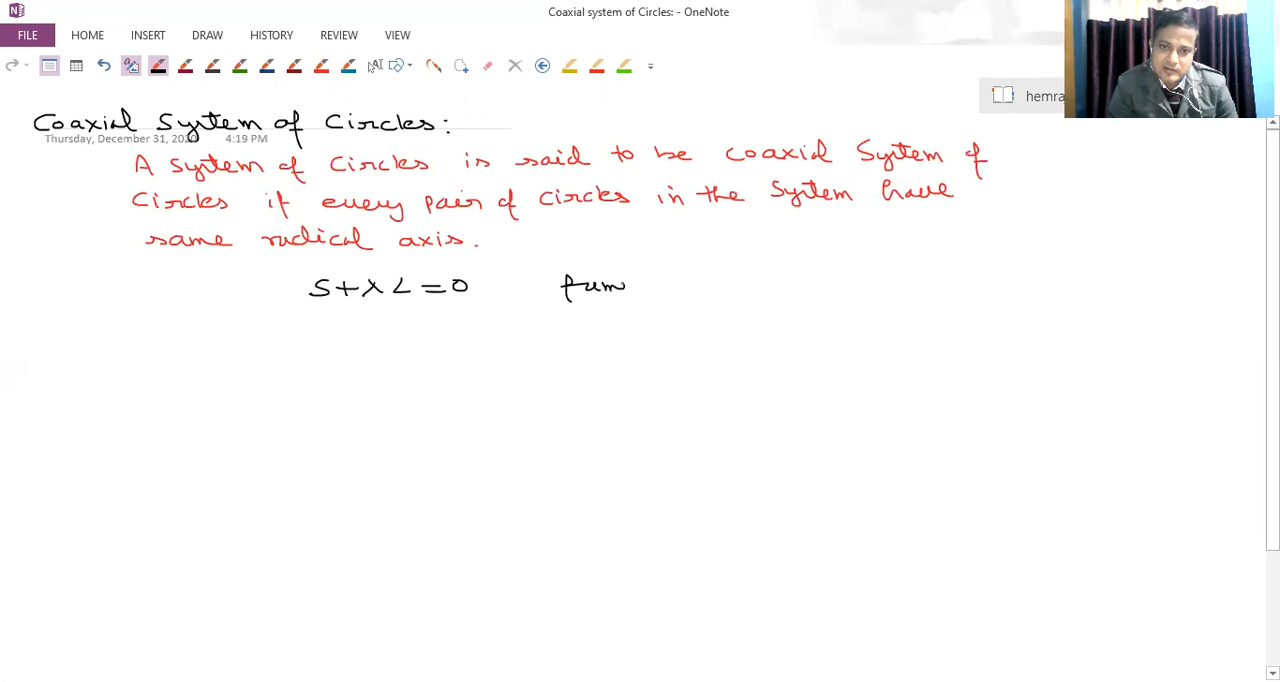 Coaxial system of Circles: - OneNote
FILE HOME INSERT DRAW HISTORY REVIEW VIEW
hemra
Coaxial System of Circles:
Thursday, December 31, 2020 4:19 PM
A system of Circles is said to be coaxial System of
Circles if every pair of Circles in the System have
same radical axis.
S+λL=0